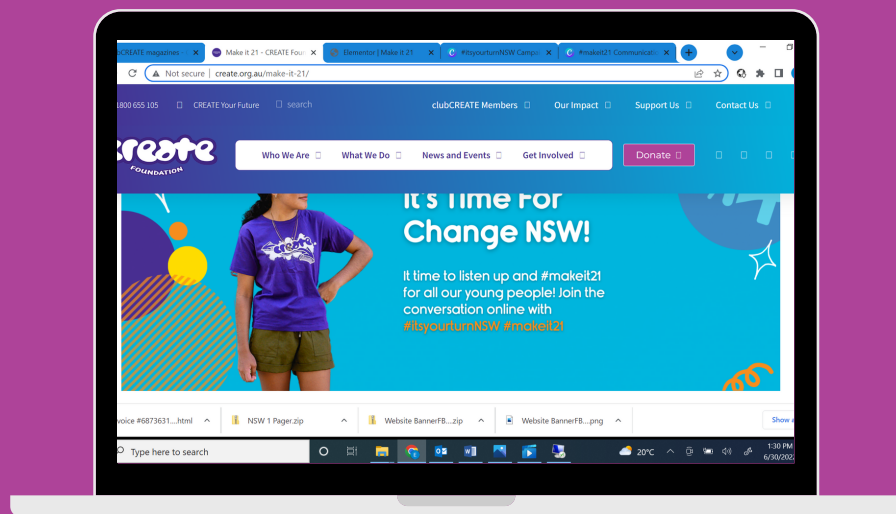 bCREATE magazines -
Make it 21 - CREATE Foun
Elementor | Make it 21
#itsyourturnNSW Campai
#makeit21 Communicatio
Not secure | create.org.au/make-it-21/
1800 655 105
CREATE Your Future
search
clubCREATE Members
Our Impact
Support Us
Contact Us
create
FOUNDATION
Who We Are
What We Do
News and Events
Get Involved
Donate
It's Time For
Change NSW!
It time to listen up and #makeit21
for all our young people! Join the
conversation online with
#itsyourturnNSW #makeit21
voice #6873631....html
NSW 1 Pager.zip
Website BannerFB...zip
Website BannerFB...png
Show a
Type here to search
20°C
1:30 PM
6/30/2022